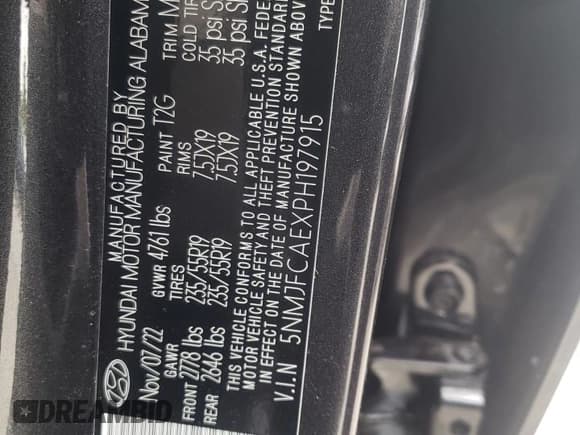 MANUFACTURED BY
HYUNDAI MOTOR MANUFACTURING ALABAMA
Nov/07/22 GVWR 4761 lbs PAINT T2G TRIM
GAWR TIRES RIMS COLD
FRONT 2778 lbs 235/55R19 7.5JX19 35 psi
REAR 2646 lbs 235/55R19 7.5JX19 35 psi
THIS VEHICLE CONFORMS TO ALL APPLICABLE U.S.A. FEDE
MOTOR VEHICLE SAFETY AND THEFT PREVENTION STANDAR
IN EFFECT ON THE DATE OF MANUFACTURE SHOWN ABOVE
V.I.N 5NMJFCAEXPH197915 TYPE
DREAMBID